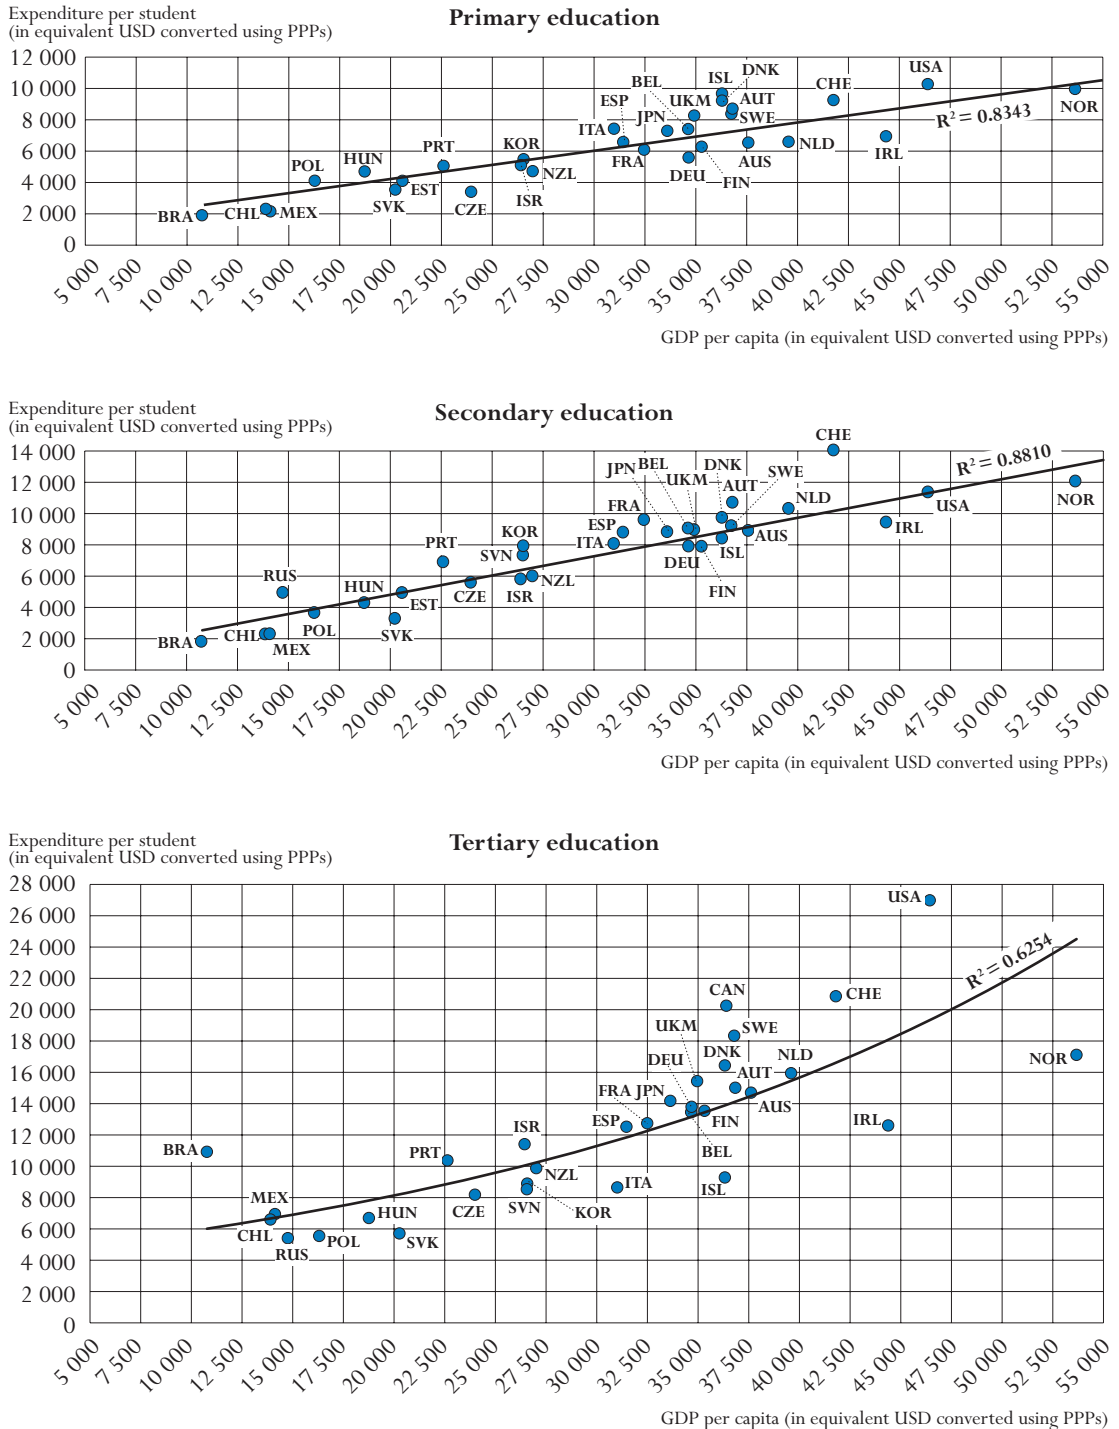 Expenditure per student
(in equivalent USD converted using PPPs)
Primary education
12 000
10 000
8 000
6 000
4 000
2 000
0
BRA
CHL
MEX
POL
HUN
SVK
EST
PRT
CZE
KOR
ISR
NZL
ITA
ESP
FRA
JPN
BEL
UKM
DEU
FIN
ISL
DNK
AUT
SWE
AUS
NLD
CHE
IRL
USA
NOR
R² = 0.8343
5 000
7 500
10 000
12 500
15 000
17 500
20 000
22 500
25 000
27 500
30 000
32 500
35 000
37 500
40 000
42 500
45 000
47 500
50 000
52 500
55 000
GDP per capita (in equivalent USD converted using PPPs)
Expenditure per student
(in equivalent USD converted using PPPs)
Secondary education
14 000
12 000
10 000
8 000
6 000
4 000
2 000
0
BRA
CHL
MEX
RUS
POL
HUN
SVK
EST
PRT
CZE
KOR
SVN
ISR
NZL
ITA
ESP
FRA
JPN
BEL
UKM
DEU
FIN
DNK
AUT
SWE
ISL
AUS
NLD
CHE
IRL
USA
NOR
R² = 0.8810
5 000
7 500
10 000
12 500
15 000
17 500
20 000
22 500
25 000
27 500
30 000
32 500
35 000
37 500
40 000
42 500
45 000
47 500
50 000
52 500
55 000
GDP per capita (in equivalent USD converted using PPPs)
Expenditure per student
(in equivalent USD converted using PPPs)
Tertiary education
28 000
26 000
24 000
22 000
20 000
18 000
16 000
14 000
12 000
10 000
8 000
6 000
4 000
2 000
0
BRA
MEX
CHL
RUS
POL
HUN
SVK
PRT
CZE
ISR
NZL
SVN
KOR
ESP
ITA
FRA
JPN
DEU
UKM
BEL
FIN
CAN
SWE
DNK
AUT
AUS
ISL
NLD
CHE
IRL
USA
NOR
R² = 0.6254
5 000
7 500
10 000
12 500
15 000
17 500
20 000
22 500
25 000
27 500
30 000
32 500
35 000
37 500
40 000
42 500
45 000
47 500
50 000
52 500
55 000
GDP per capita (in equivalent USD converted using PPPs)